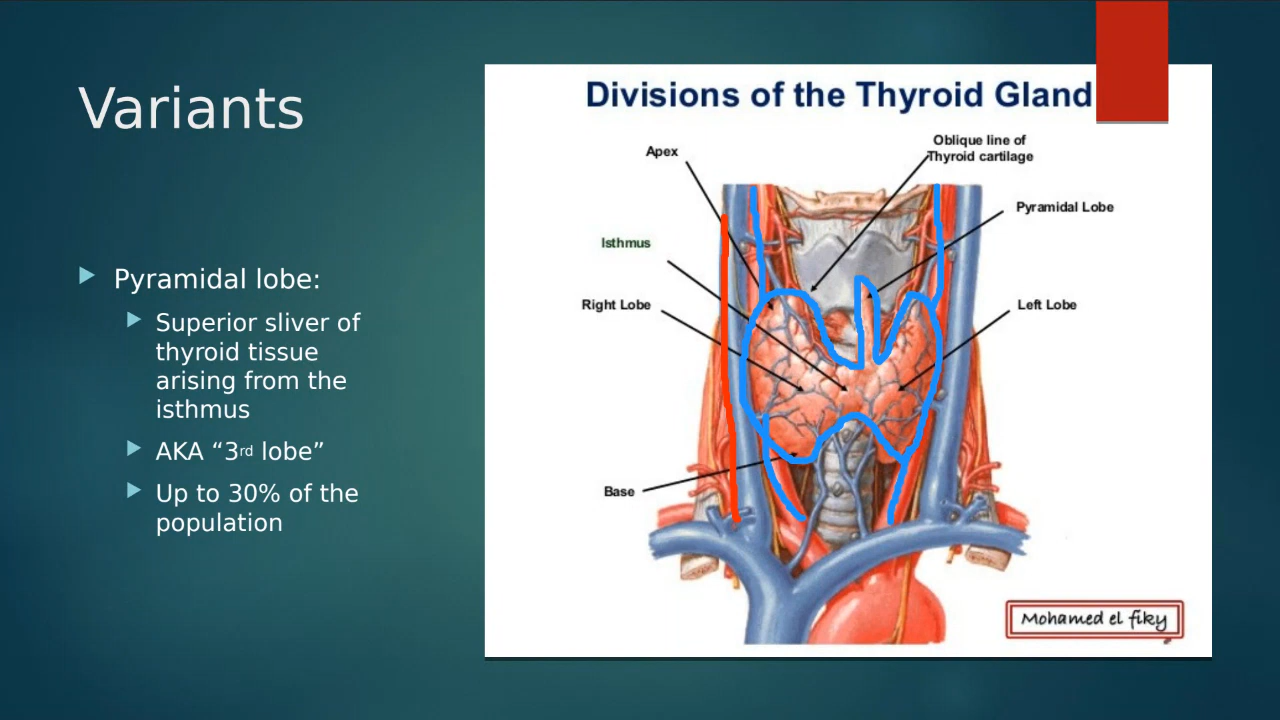 Variants
Pyramidal lobe:
Superior sliver of
thyroid tissue
arising from the
isthmus
AKA “3rd lobe”
Up to 30% of the
population
Divisions of the Thyroid Gland
Apex
Oblique line of
Thyroid cartilage
Pyramidal Lobe
Isthmus
Right Lobe
Left Lobe
Base
Mohamed el fiky